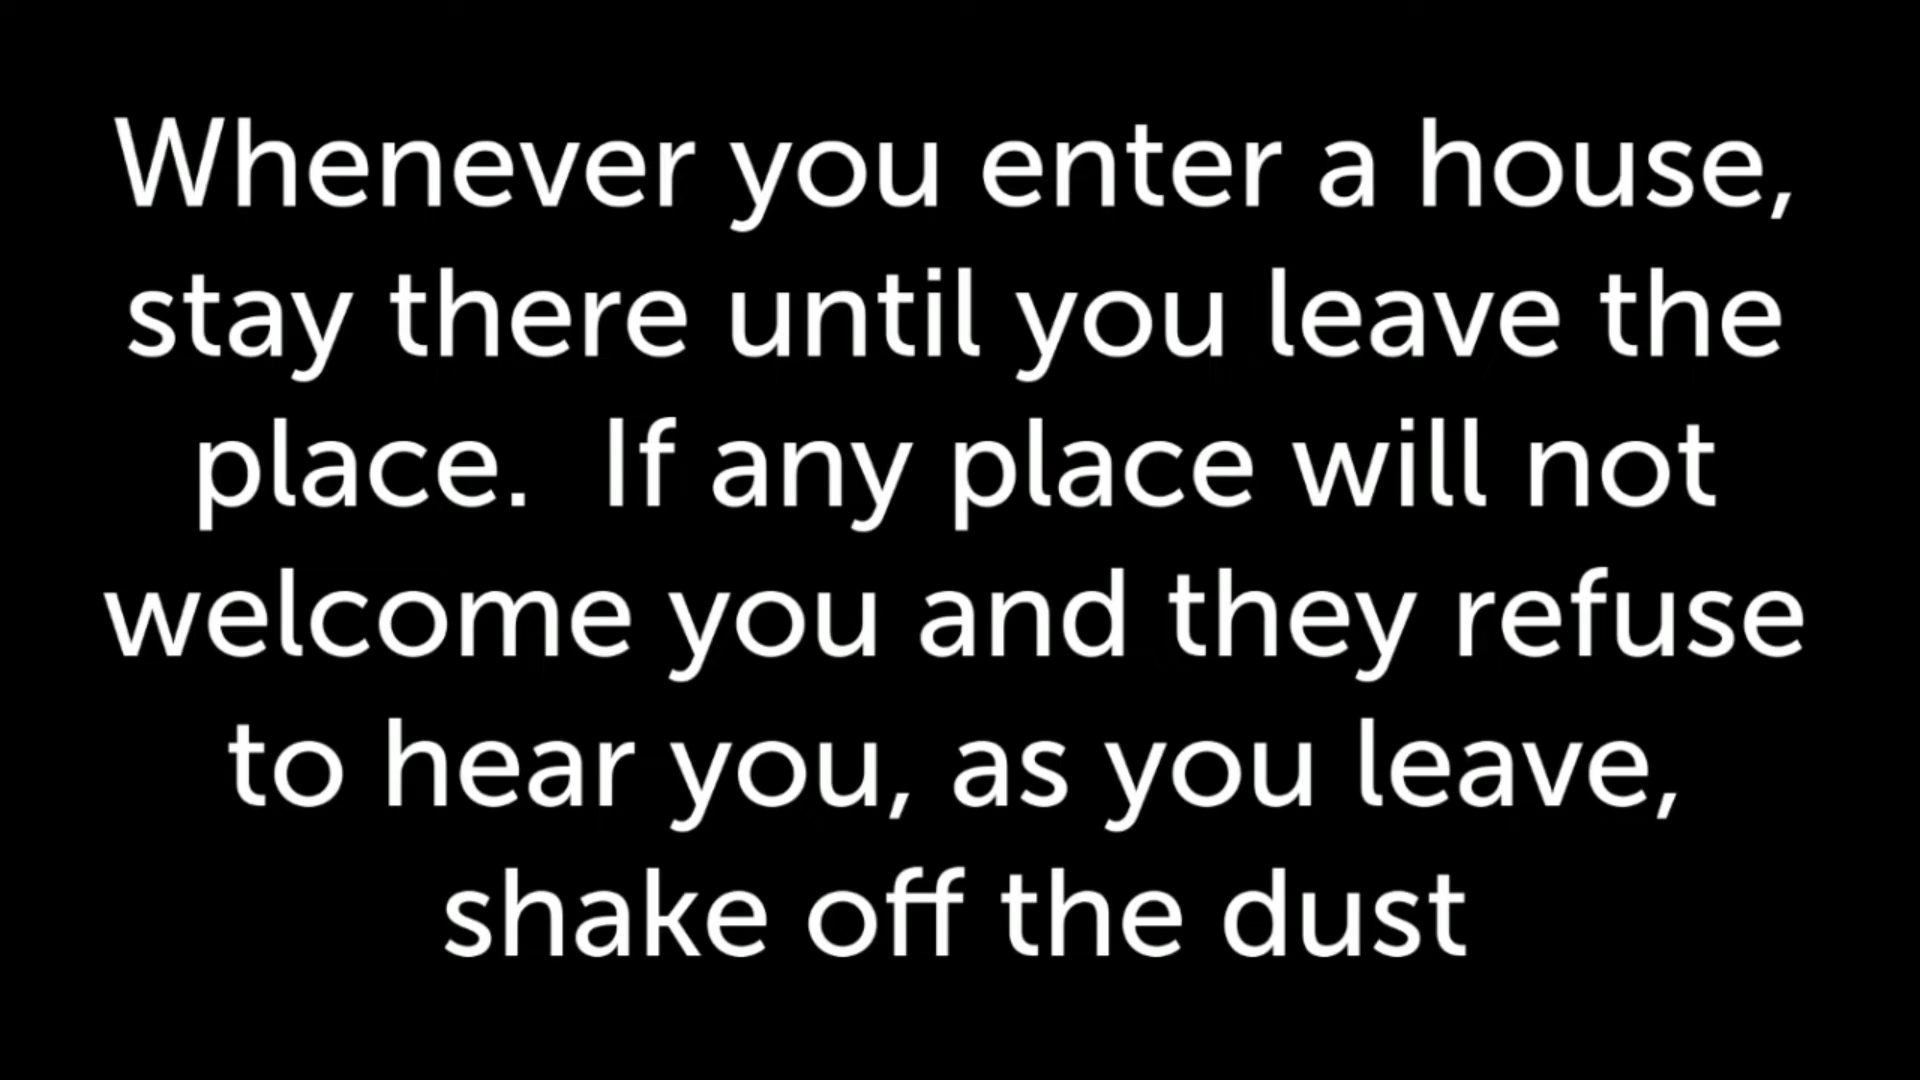 Whenever you enter a house,
stay there until you leave the
place.  If any place will not
welcome you and they refuse
to hear you, as you leave,
shake off the dust